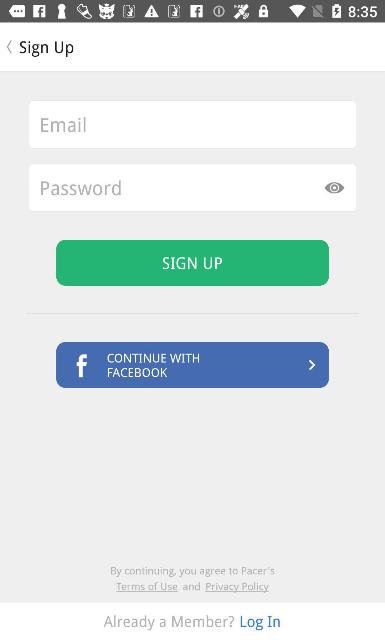 8:35
Sign Up
Email
Password
SIGN UP
f CONTINUE WITH
FACEBOOK
By continuing, you agree to Pacer's
Terms of Use and Privacy Policy
Already a Member? Log In